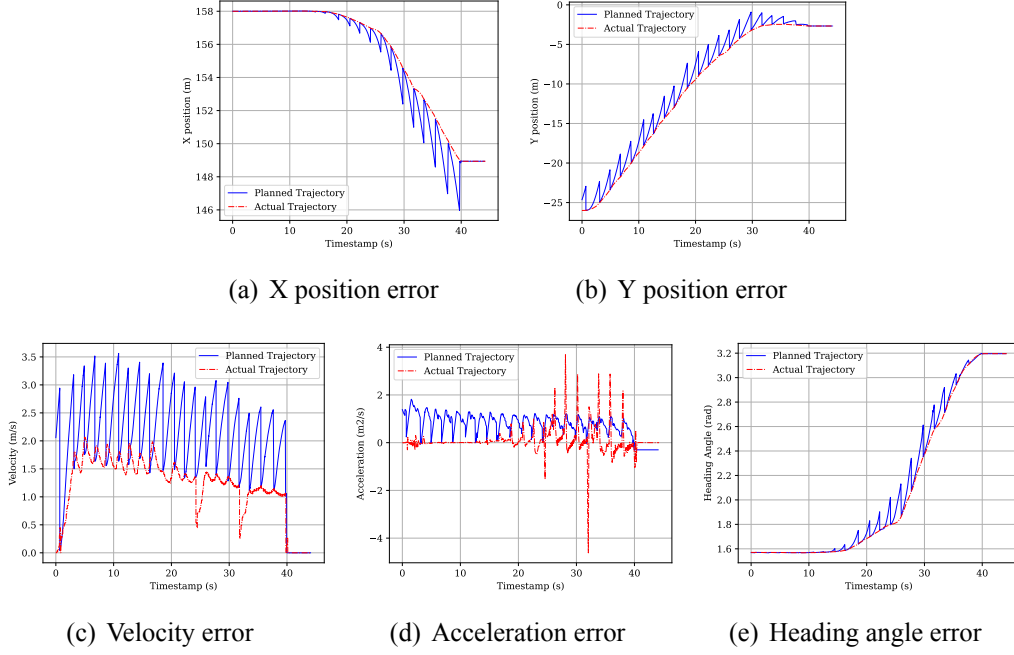 158
156
154
152
150
148
146
X position (m)
Planned Trajectory
Actual Trajectory
0
10
20
30
40
Timestamp (s)
(a) X position error
0
−5
−10
−15
−20
−25
Y position (m)
Planned Trajectory
Actual Trajectory
0
10
20
30
40
Timestamp (s)
(b) Y position error
3.5
3.0
2.5
2.0
1.5
1.0
0.5
0.0
Velocity (m/s)
Planned Trajectory
Actual Trajectory
0
10
20
30
40
Timestamp (s)
(c) Velocity error
4
2
0
−2
−4
Acceleration (m2/s)
Planned Trajectory
Actual Trajectory
0
10
20
30
40
Timestamp (s)
(d) Acceleration error
3.2
3.0
2.8
2.6
2.4
2.2
2.0
1.8
1.6
Heading Angle (rad)
Planned Trajectory
Actual Trajectory
0
10
20
30
40
Timestamp (s)
(e) Heading angle error